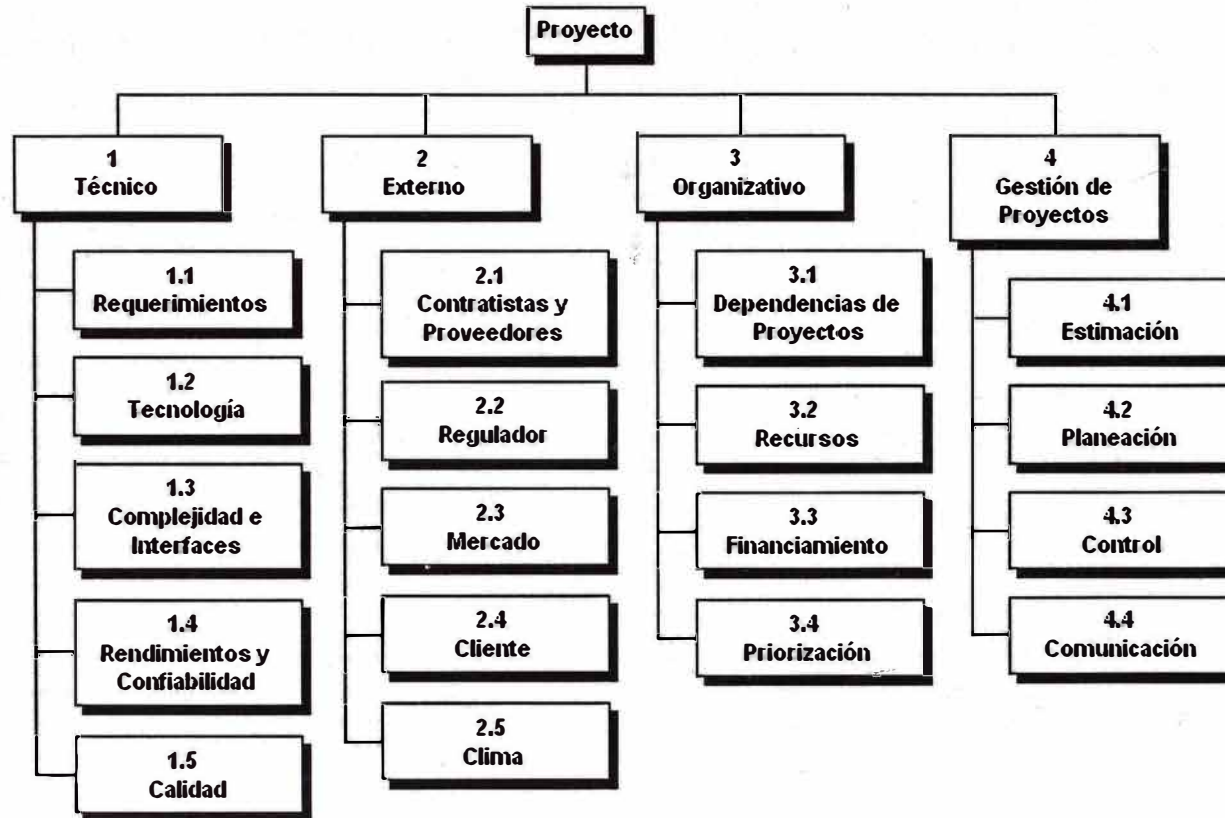 Proyecto
1
Técnico
1.1
Requerimientos
1.2
Tecnología
1.3
Complejidad e
Interfaces
1.4
Rendimientos y
Confiabilidad
1.5
Calidad
2
Externo
2.1
Contratistas y
Proveedores
2.2
Regulador
2.3
Mercado
2.4
Cliente
2.5
Clima
3
Organizativo
3.1
Dependencias de
Proyectos
3.2
Recursos
3.3
Financiamiento
3.4
Priorización
4
Gestión de
Proyectos
4.1
Estimación
4.2
Planeación
4.3
Control
4.4
Comunicación